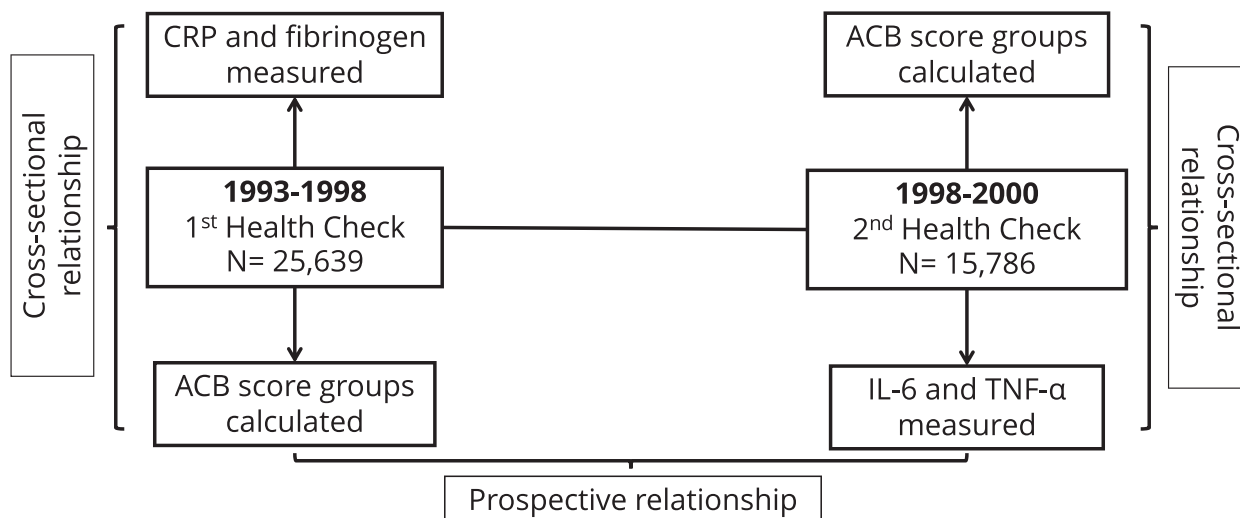 CRP and fibrinogen
measured
ACB score groups
calculated
Cross-sectional
relationship
1993-1998
1st Health Check
N= 25,639
1998-2000
2nd Health Check
N= 15,786
Cross-sectional
relationship
ACB score groups
calculated
IL-6 and TNF-α
measured
Prospective relationship